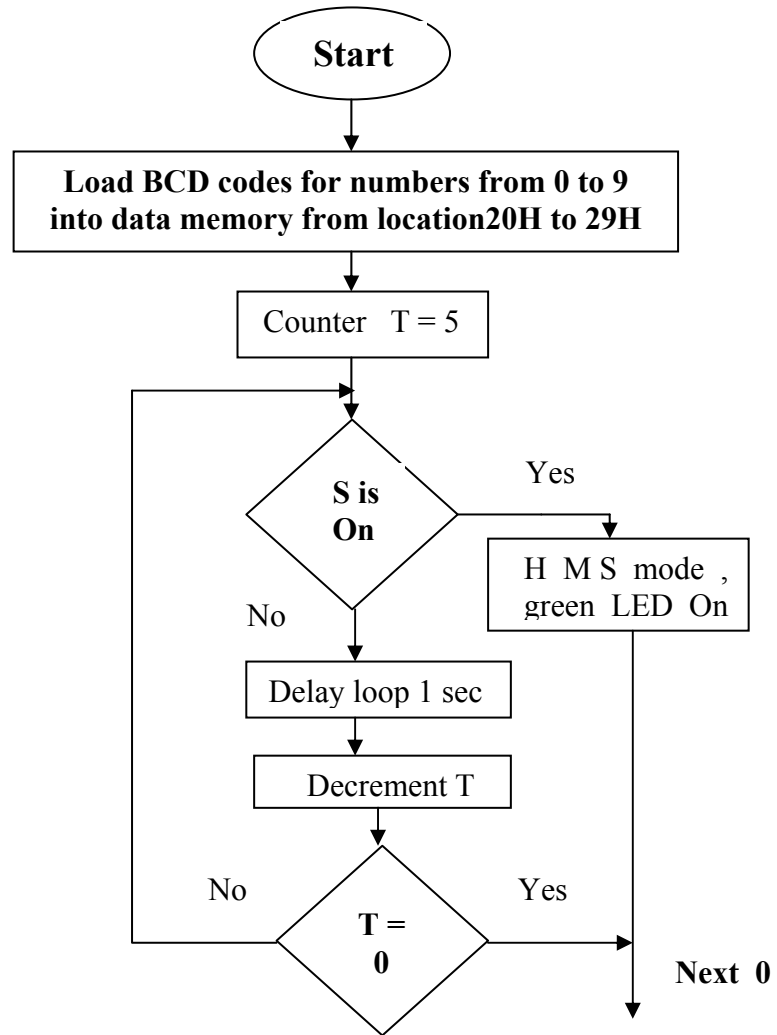 Start
Load BCD codes for numbers from 0 to 9
into data memory from location20H to 29H
Counter T = 5
S is
On
Yes
H M S mode ,
green LED On
No
Delay loop 1 sec
Decrement T
No
Yes
T =
0
Next 0